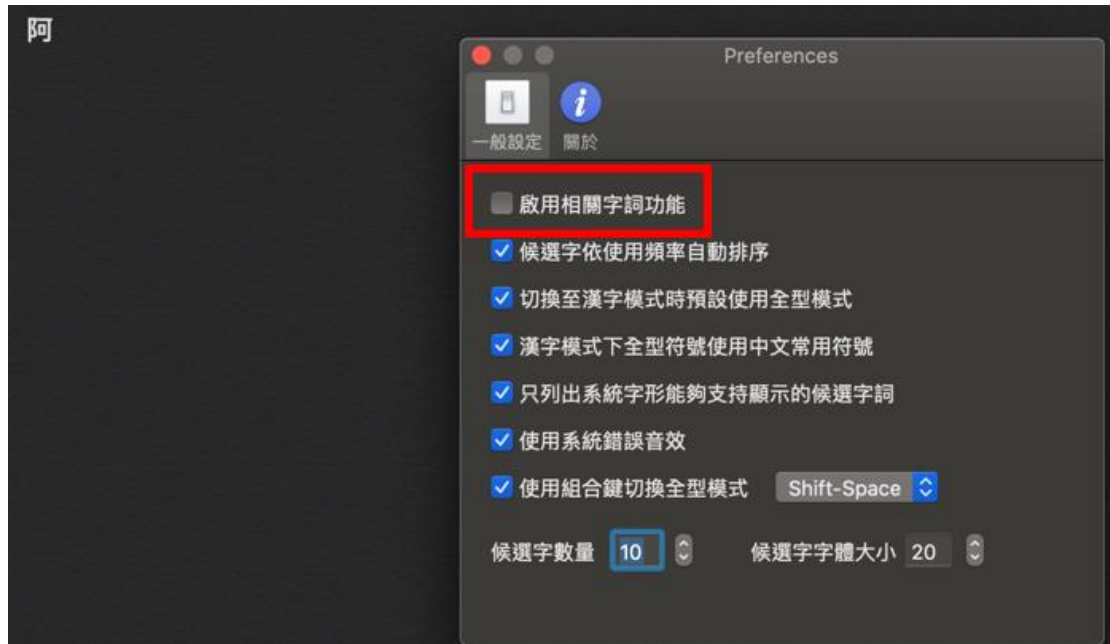 阿
Preferences
一般設定 關於
啟用相關字詞功能
候選字依使用頻率自動排序
切換至漢字模式時預設使用全型模式
漢字模式下全型符號使用中文常用符號
只列出系統字形能夠支持顯示的候選字詞
使用系統錯誤音效
使用組合鍵切換全型模式 Shift-Space
候選字數量 10 候選字字體大小 20